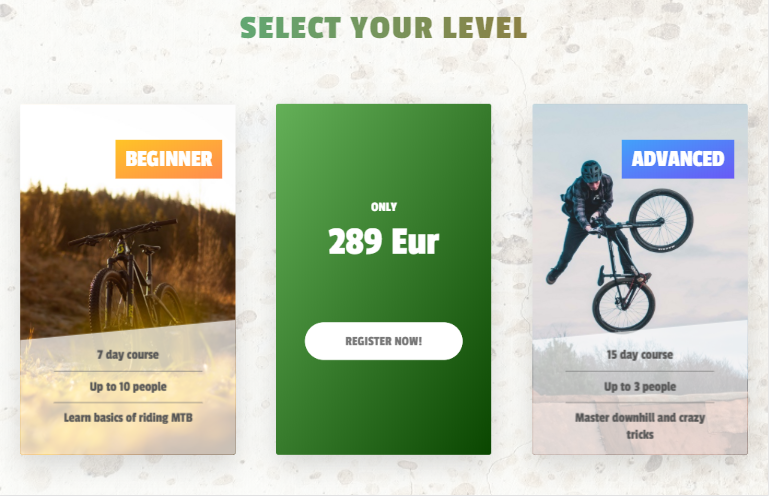 SELECT YOUR LEVEL
BEGINNER
7 day course
Up to 10 people
Learn basics of riding MTB
ONLY
289 Eur
REGISTER NOW!
ADVANCED
15 day course
Up to 3 people
Master downhill and crazy
tricks